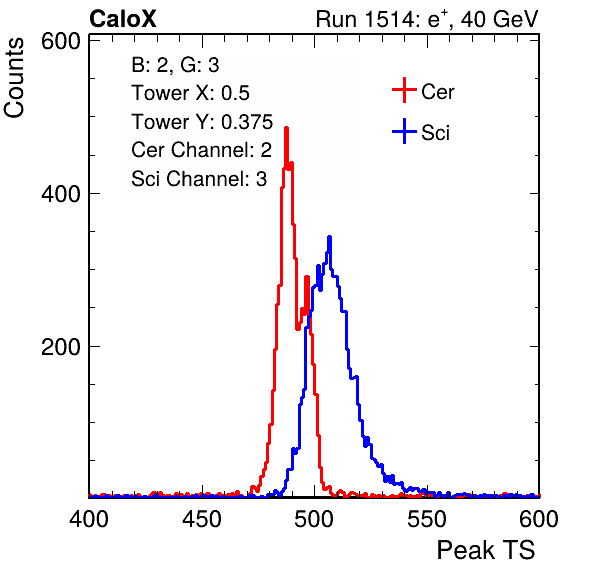 CaloX Run 1514: e+, 40 GeV
Counts
600
400
200
B: 2, G: 3
Tower X: 0.5
Tower Y: 0.375
Cer Channel: 2
Sci Channel: 3
Cer
Sci
400 450 500 550 600
Peak TS